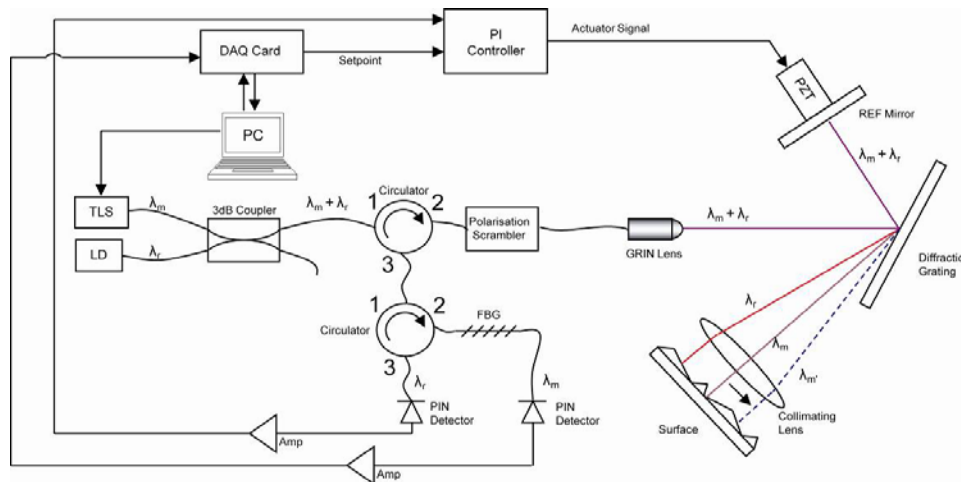 Actuator Signal
PI
Controller
DAQ Card
Setpoint
PZT
REF Mirror
PC
λm + λr
TLS
λm
3dB Coupler
λm + λr
Circulator
1
2
3
Polarisation
Scrambler
λm + λr
GRIN Lens
LD
λr
Diffraction
Grating
Circulator
1
2
3
FBG
λr
λm
λm'
λr
PIN
Detector
λm
PIN
Detector
Surface
Collimating
Lens
Amp
Amp